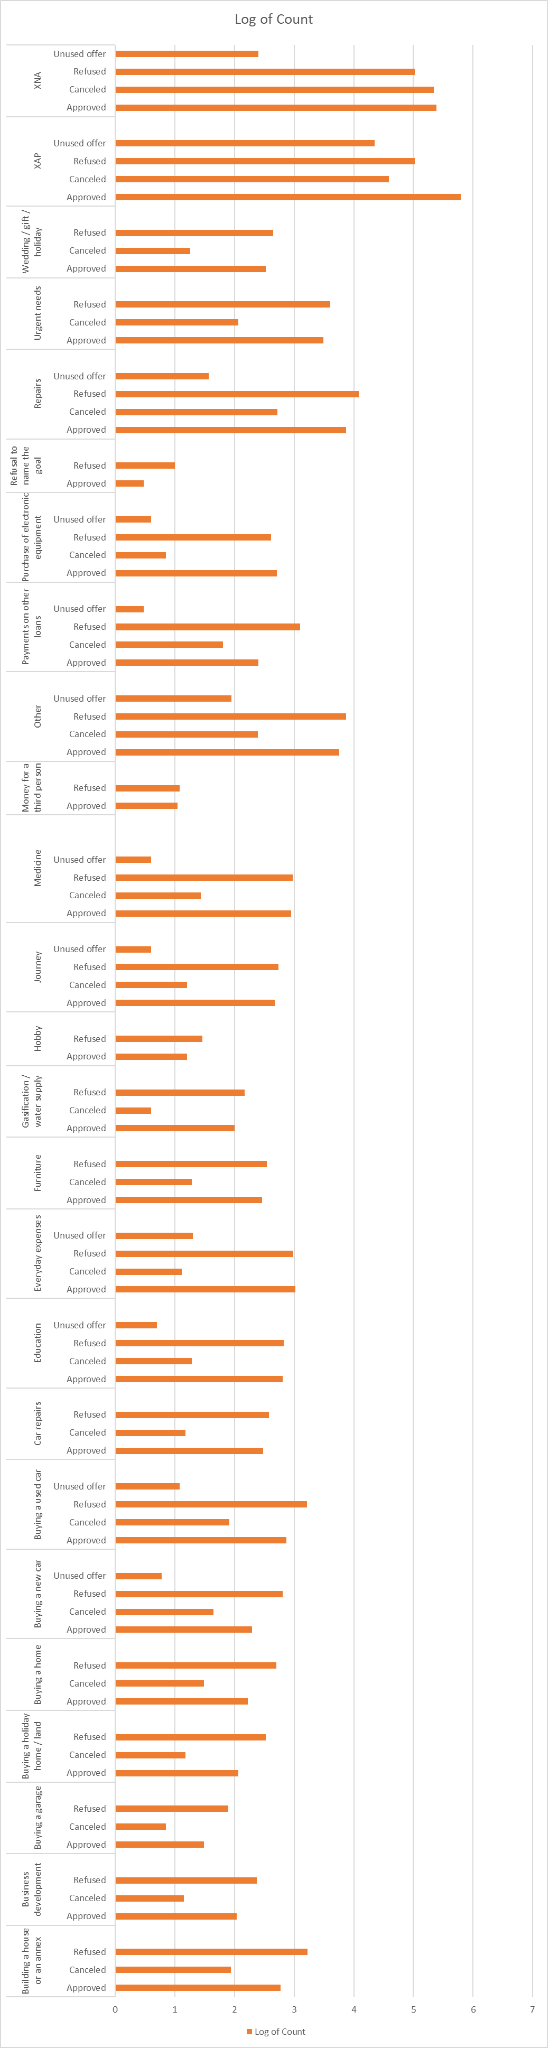 Log of Count
XNA
Unused offer
Refused
Canceled
Approved
XAP
Unused offer
Refused
Canceled
Approved
Wedding / gift /
holiday
Refused
Canceled
Approved
Urgent needs
Refused
Canceled
Approved
Repairs
Unused offer
Refused
Canceled
Approved
Refusal to
name the
goal
Refused
Approved
Purchase of electronic
equipment
Unused offer
Refused
Canceled
Approved
Payments on other
loans
Unused offer
Refused
Canceled
Approved
Other
Unused offer
Refused
Canceled
Approved
Money for a
third person
Refused
Approved
Medicine
Unused offer
Refused
Canceled
Approved
Journey
Unused offer
Refused
Canceled
Approved
Hobby
Refused
Approved
Gasification /
water supply
Refused
Canceled
Approved
Furniture
Refused
Canceled
Approved
Everyday expenses
Unused offer
Refused
Canceled
Approved
Education
Unused offer
Refused
Canceled
Approved
Car repairs
Refused
Canceled
Approved
Buying a used car
Unused offer
Refused
Canceled
Approved
Buying a new car
Unused offer
Refused
Canceled
Approved
Buying a home
Refused
Canceled
Approved
Buying a holiday
home / land
Refused
Canceled
Approved
Buying a garage
Refused
Canceled
Approved
Business
development
Refused
Canceled
Approved
Building a house
or an annex
Refused
Canceled
Approved
0 1 2 3 4 5 6 7
Log of Count